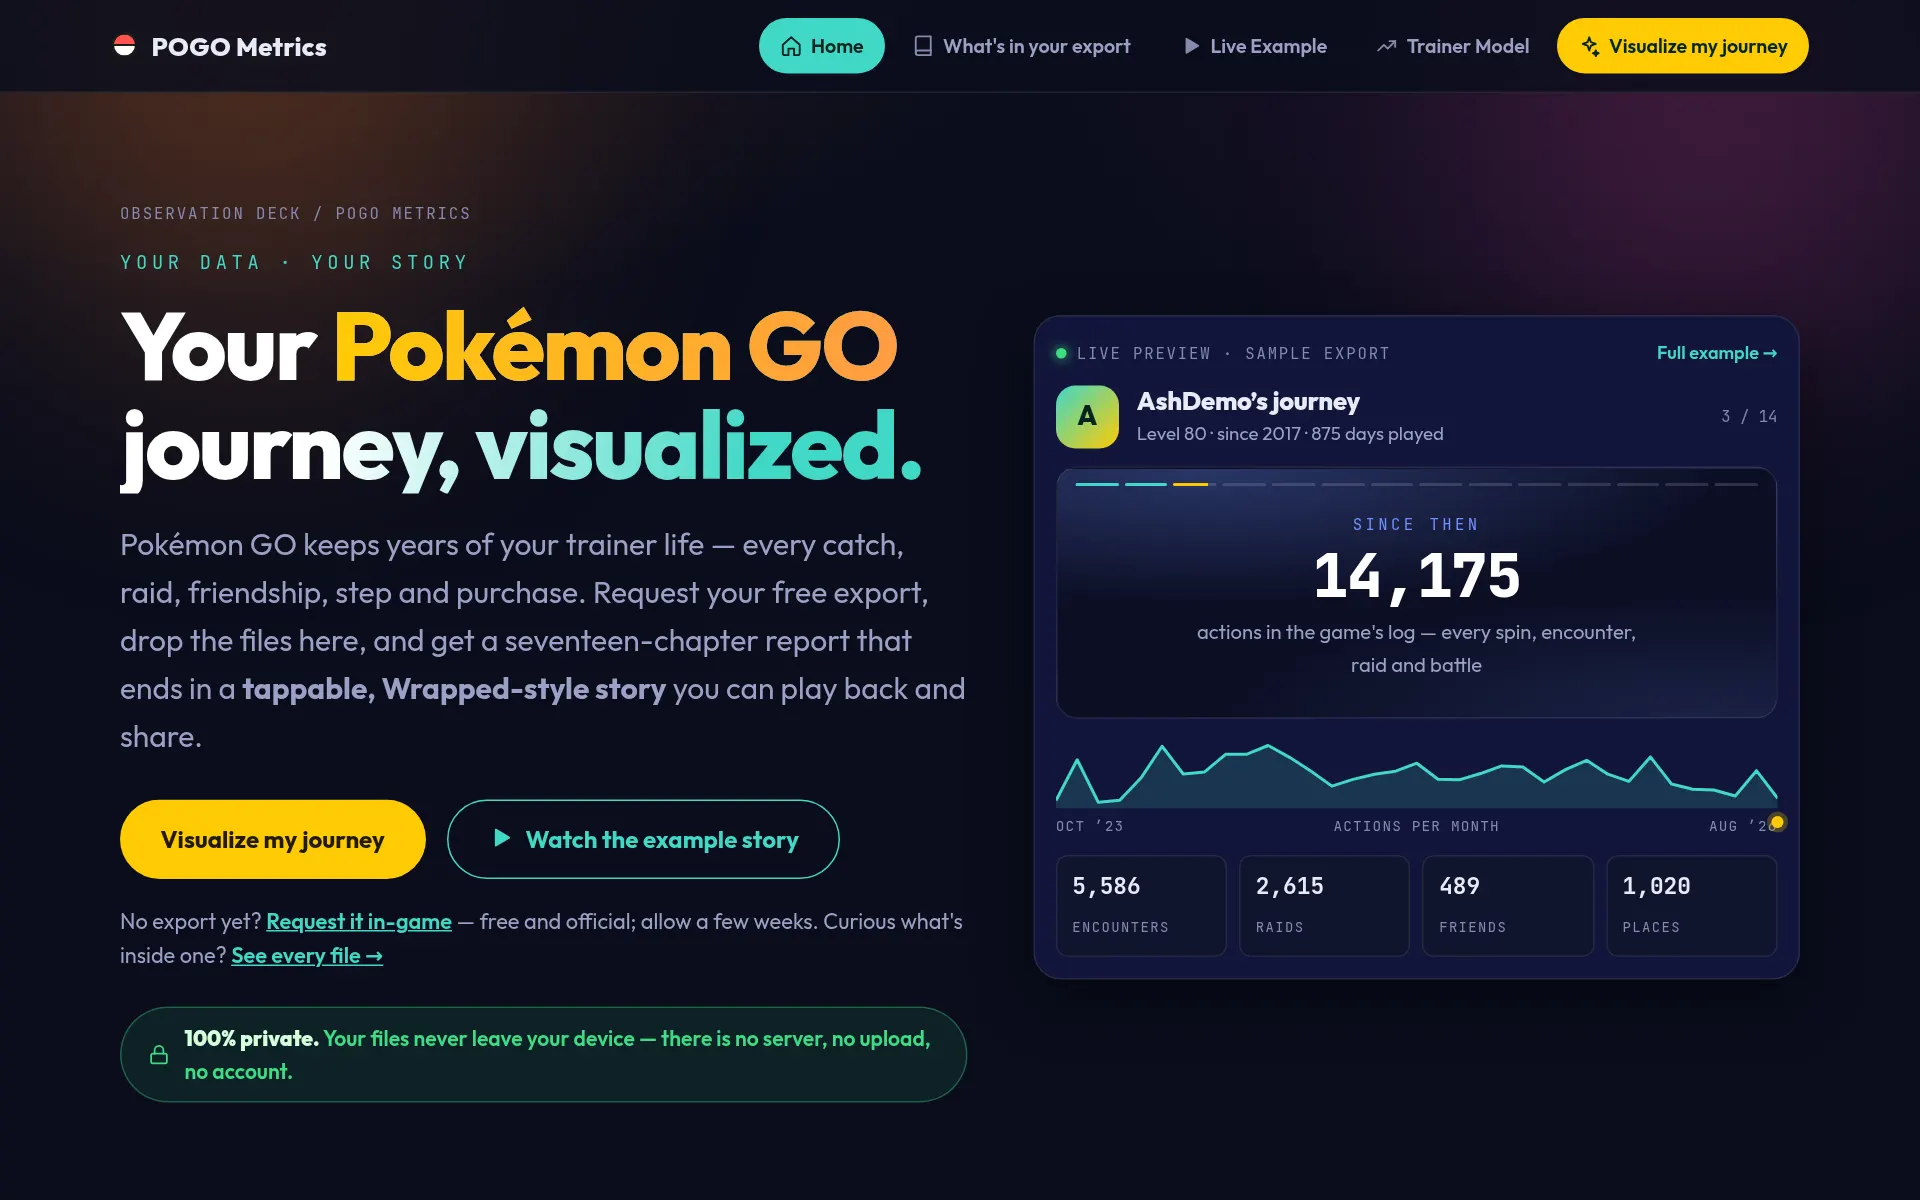 POGO Metrics
Home
What's in your export
Live Example
Trainer Model
Visualize my journey
OBSERVATION DECK / POGO METRICS
YOUR DATA · YOUR STORY
Your Pokémon GO
journey, visualized.
Pokémon GO keeps years of your trainer life — every catch,
raid, friendship, step and purchase. Request your free export,
drop the files here, and get a seventeen-chapter report that
ends in a tappable, Wrapped-style story you can play back and
share.
Visualize my journey
Watch the example story
No export yet? Request it in-game — free and official; allow a few weeks. Curious what's
inside one? See every file →
100% private. Your files never leave your device — there is no server, no upload,
no account.
LIVE PREVIEW · SAMPLE EXPORT
Full example →
A
AshDemo’s journey
Level 80 · since 2017 · 875 days played
3 / 14
SINCE THEN
14,175
actions in the game's log — every spin, encounter,
raid and battle
OCT ’23
ACTIONS PER MONTH
AUG ’26
5,586
ENCOUNTERS
2,615
RAIDS
489
FRIENDS
1,020
PLACES